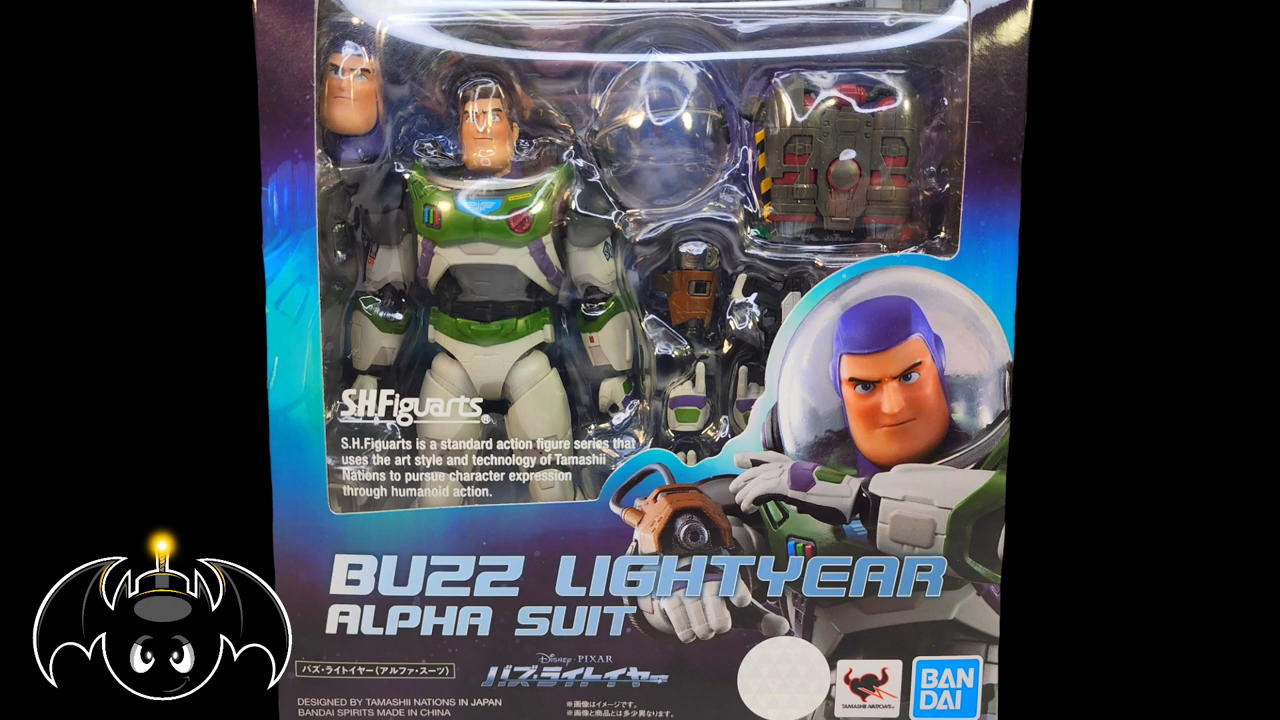 S.H.Figuarts®
S.H.Figuarts is a standard action figure series that
uses the art style and technology of Tamashii
Nations to pursue character expression
through humanoid action.
BUZZ LIGHTYEAR
ALPHA SUIT
バズ・ライトイヤー(アルファ・スーツ)
Disney・PIXAR
バズ・ライトイヤー
DESIGNED BY TAMASHII NATIONS IN JAPAN
BANDAI SPIRITS MADE IN CHINA
※画像はイメージです。
※画像と商品とは多少異なります。
TAMASHII NATIONS
BAN
DAI